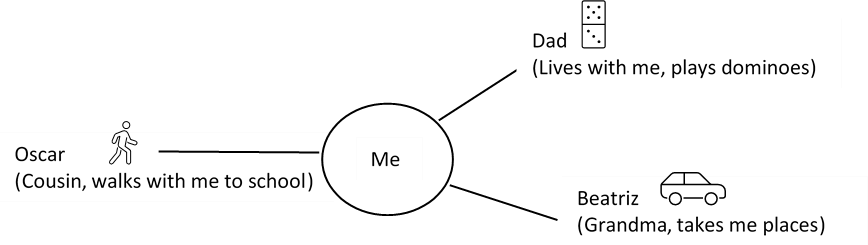 Dad
(Lives with me, plays dominoes)
Oscar
(Cousin, walks with me to school)
Me
Beatriz
(Grandma, takes me places)